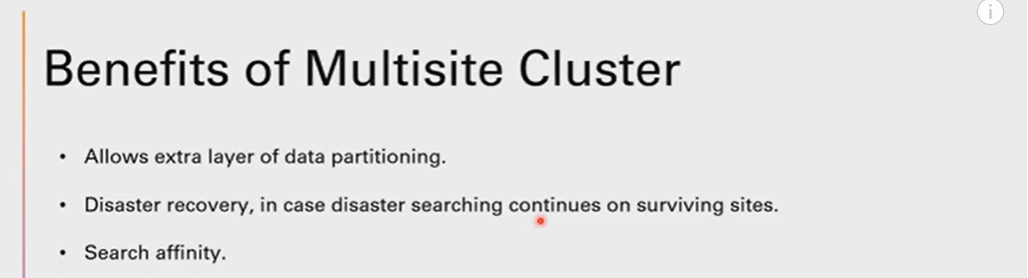 Benefits of Multisite Cluster
• Allows extra layer of data partitioning.
• Disaster recovery, in case disaster searching continues on surviving sites.
• Search affinity.